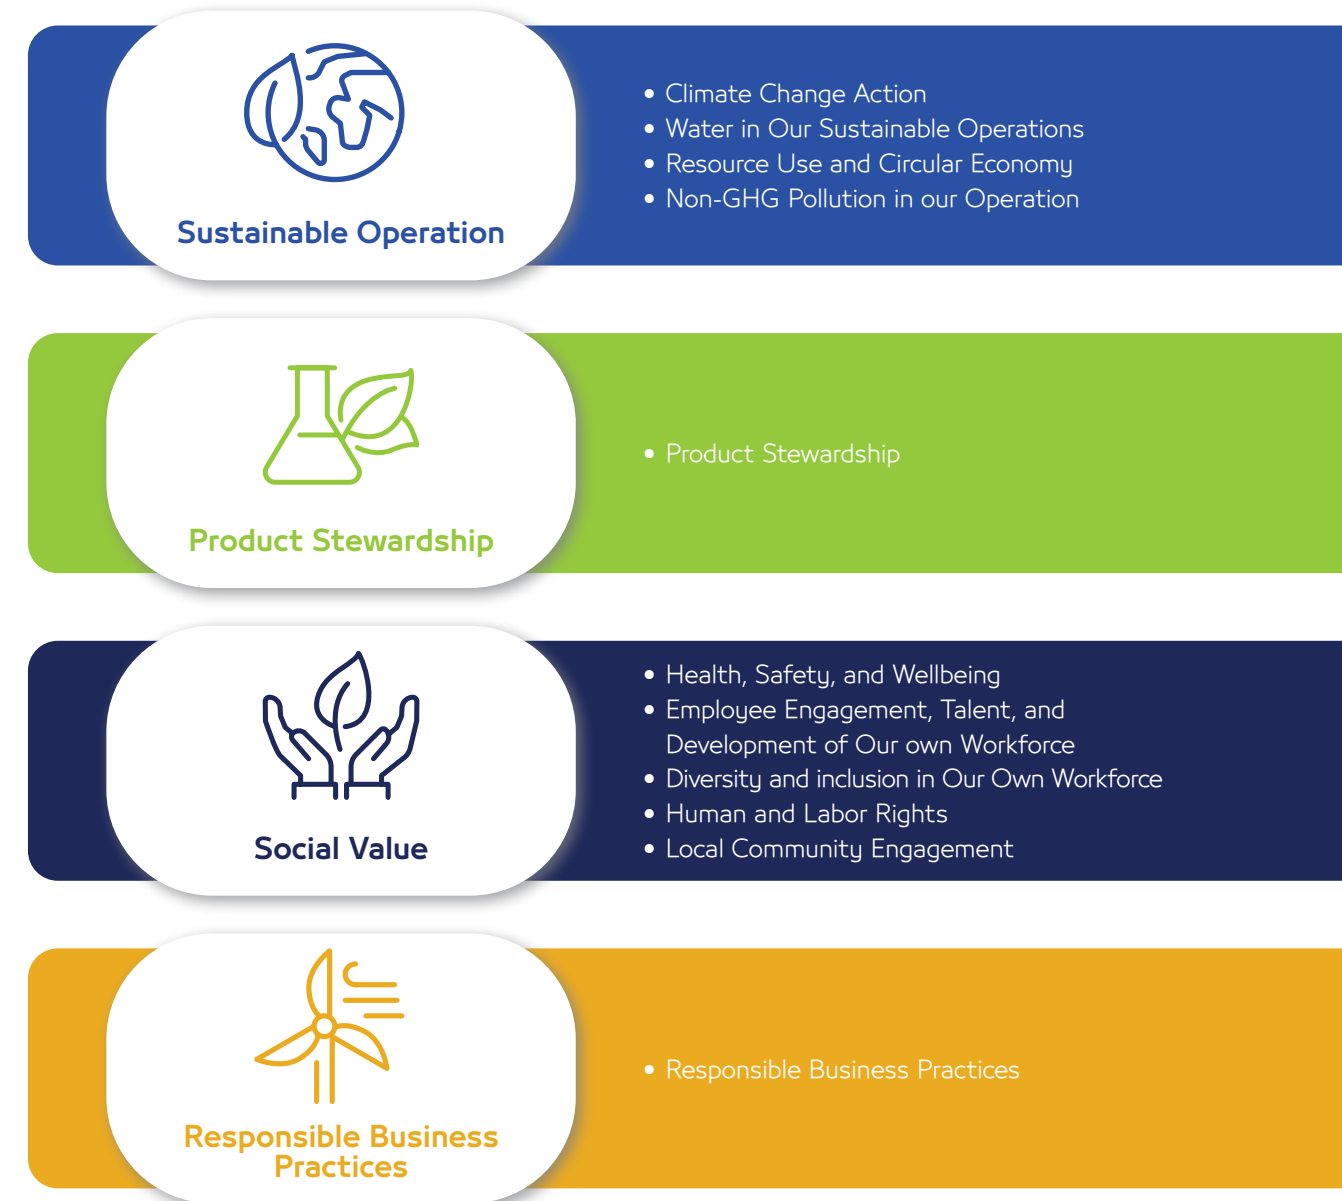 Sustainable Operation
• Climate Change Action
• Water in Our Sustainable Operations
• Resource Use and Circular Economy
• Non-GHG Pollution in our Operation
Product Stewardship
• Product Stewardship
Social Value
• Health, Safety, and Wellbeing
• Employee Engagement, Talent, and
Development of Our own Workforce
• Diversity and inclusion in Our Own Workforce
• Human and Labor Rights
• Local Community Engagement
Responsible Business
Practices
• Responsible Business Practices